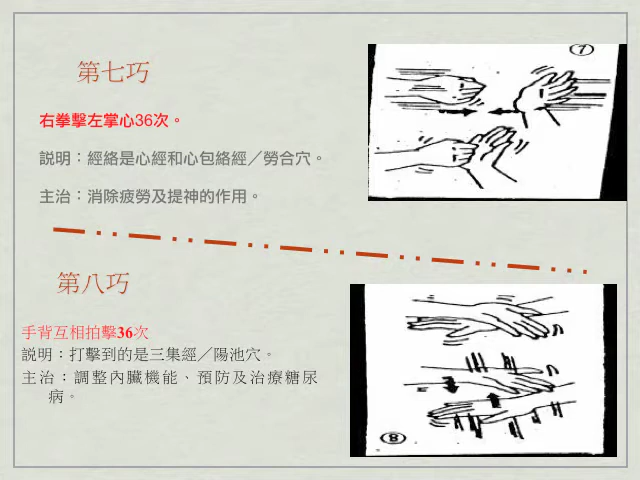 第七巧
⑦
右拳擊左掌心36次。
說明：經絡是心經和心包絡經／勞合穴。
主治：消除疲勞及提神的作用。
第八巧
手背互相拍擊36次
說明：打擊到的是三集經／陽池穴。
主治：調整內臟機能、預防及治療糖尿
病。
⑧